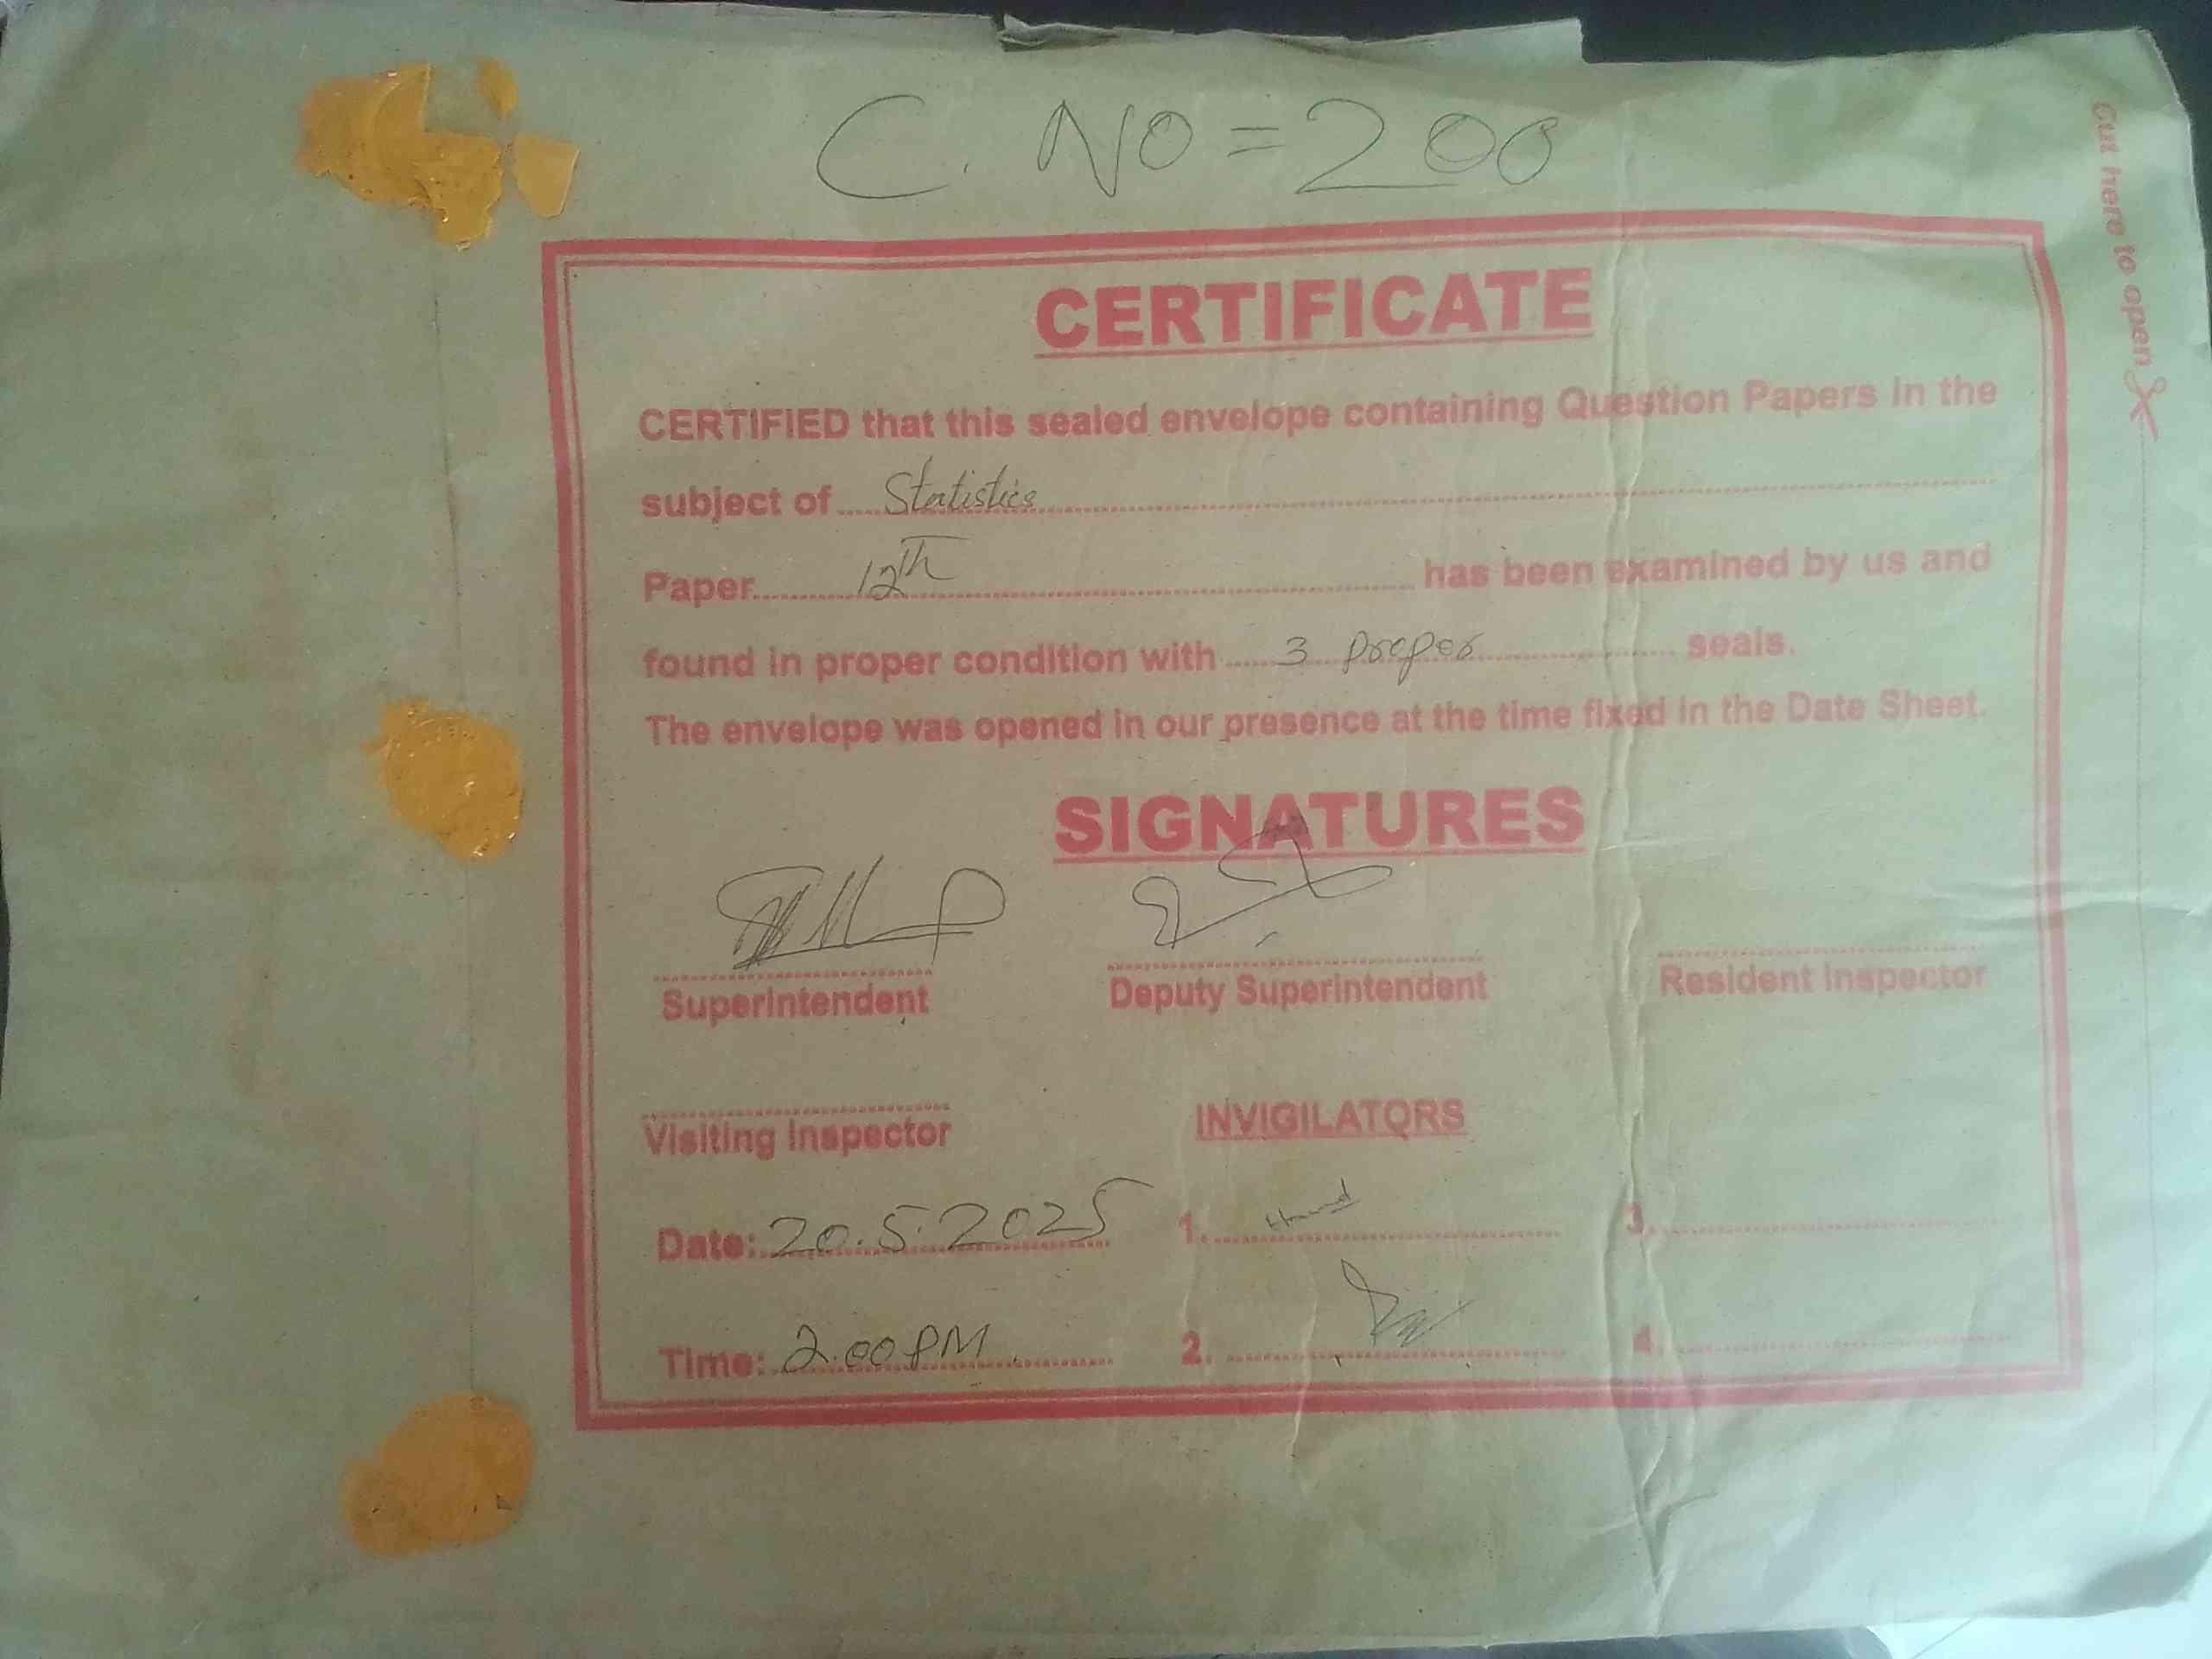 C. NO = 200
Cut here to open
CERTIFICATE
CERTIFIED that this sealed envelope containing Question Papers in the
subject of Statistics
Paper 12th has been examined by us and
found in proper condition with 3 proper seals.
The envelope was opened in our presence at the time fixed in the Date Sheet.
SIGNATURES
Superintendent Deputy Superintendent Resident Inspector
Visiting Inspector INVIGILATORS
Date: 20.5.2025 1. 3.
Time: 2.00 PM 2. 4.